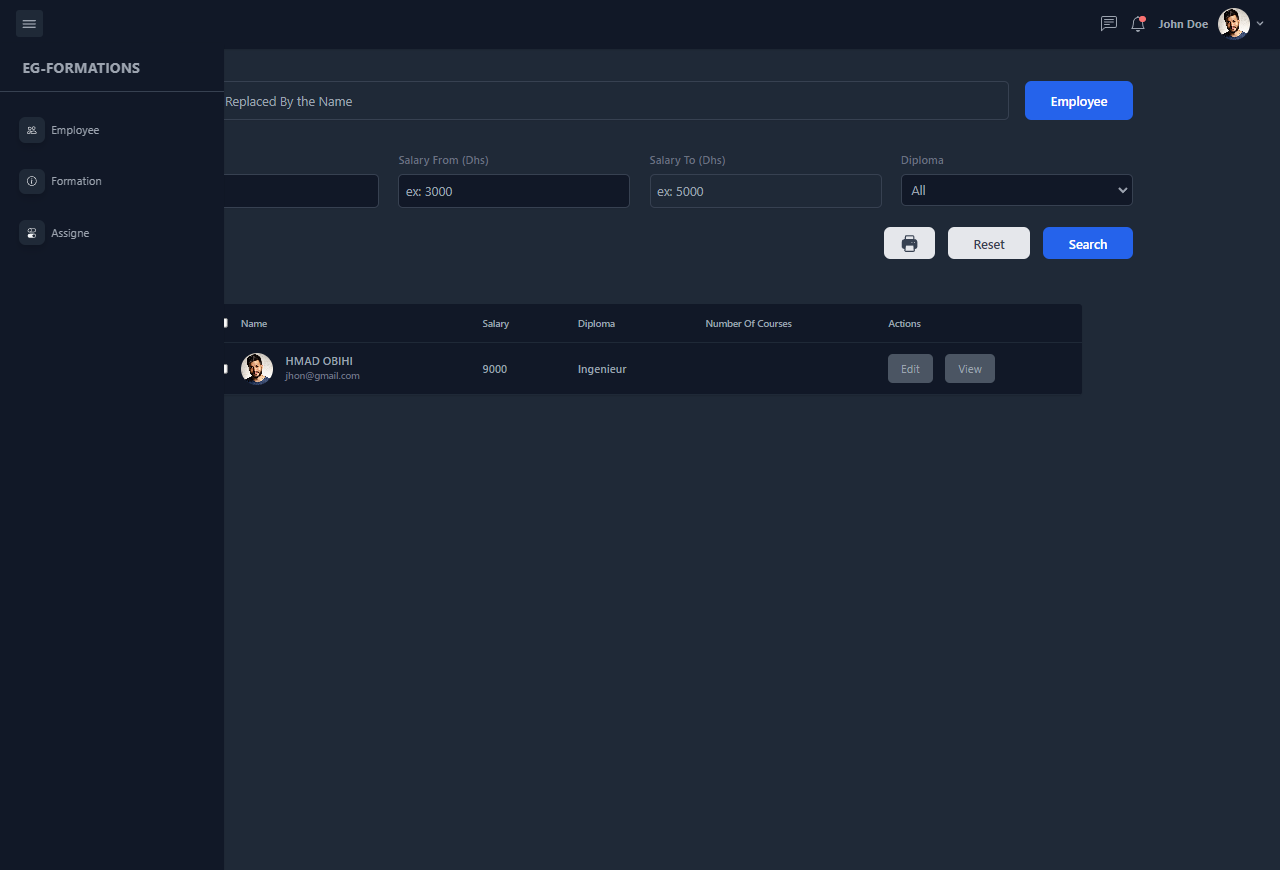 John Doe
EG-FORMATIONS
Replaced By the Name
Employee
Employee
Formation
Assigne
Salary From (Dhs)
Salary To (Dhs)
Diploma
ex: 3000
ex: 5000
All
Reset
Search
Name
Salary
Diploma
Number Of Courses
Actions
HMAD OBIHI
jhon@gmail.com
9000
Ingenieur
Edit
View